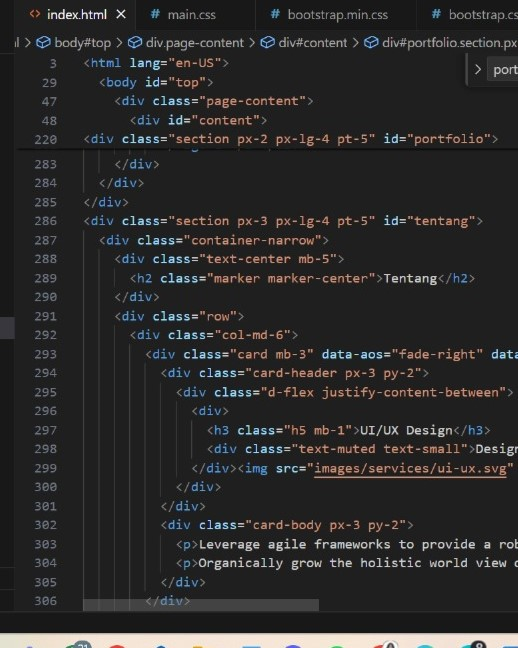 index.html
main.css
bootstrap.min.css
bootstrap.cs
body#top > div.page-content > div#content > div#portfolio.section.px
port
3 <html lang="en-US">
29 <body id="top">
47 <div class="page-content">
48 <div id="content">
220 <div class="section px-2 px-lg-4 pt-5" id="portfolio">
283 </div>
284 </div>
285 </div>
286 <div class="section px-3 px-lg-4 pt-5" id="tentang">
287 <div class="container-narrow">
288 <div class="text-center mb-5">
289 <h2 class="marker marker-center">Tentang</h2>
290 </div>
291 <div class="row">
292 <div class="col-md-6">
293 <div class="card mb-3" data-aos="fade-right" data
294 <div class="card-header px-3 py-2">
295 <div class="d-flex justify-content-between">
296 <div>
297 <h3 class="h5 mb-1">UI/UX Design</h3>
298 <div class="text-muted text-small">Design
299 </div><img src="images/services/ui-ux.svg"
300 </div>
301 </div>
302 <div class="card-body px-3 py-2">
303 <p>Leverage agile frameworks to provide a rob
304 <p>Organically grow the holistic world view o
305 </div>
306 </div>